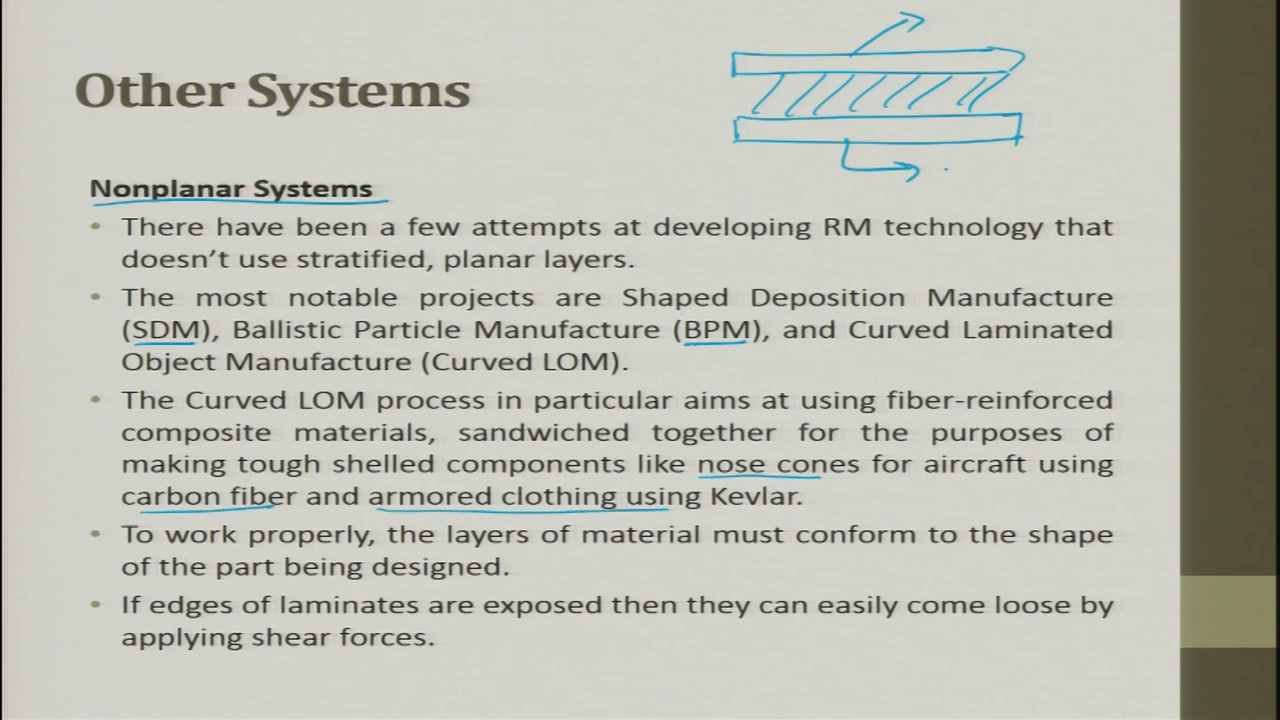 Other Systems
Nonplanar Systems
• There have been a few attempts at developing RM technology that
doesn't use stratified, planar layers.
• The most notable projects are Shaped Deposition Manufacture
(SDM), Ballistic Particle Manufacture (BPM), and Curved Laminated
Object Manufacture (Curved LOM).
• The Curved LOM process in particular aims at using fiber-reinforced
composite materials, sandwiched together for the purposes of
making tough shelled components like nose cones for aircraft using
carbon fiber and armored clothing using Kevlar.
• To work properly, the layers of material must conform to the shape
of the part being designed.
• If edges of laminates are exposed then they can easily come loose by
applying shear forces.